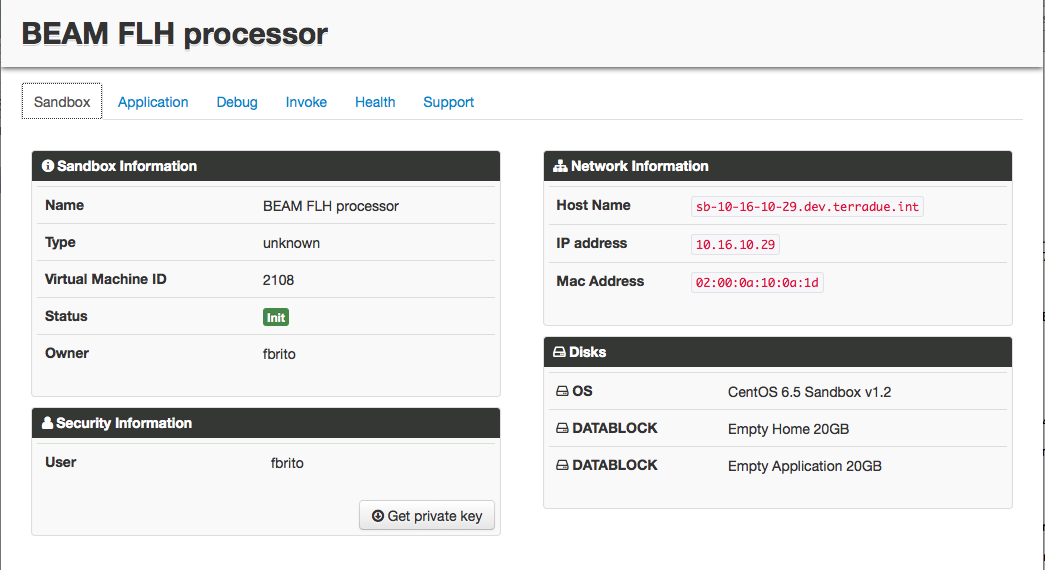 BEAM FLH processor
Sandbox Application Debug Invoke Health Support
Sandbox Information
Name BEAM FLH processor
Type unknown
Virtual Machine ID 2108
Status Init
Owner fbrito
Security Information
User fbrito
Get private key
Network Information
Host Name sb-10-16-10-29.dev.terradue.int
IP address 10.16.10.29
Mac Address 02:00:0a:10:0a:1d
Disks
OS CentOS 6.5 Sandbox v1.2
DATABLOCK Empty Home 20GB
DATABLOCK Empty Application 20GB